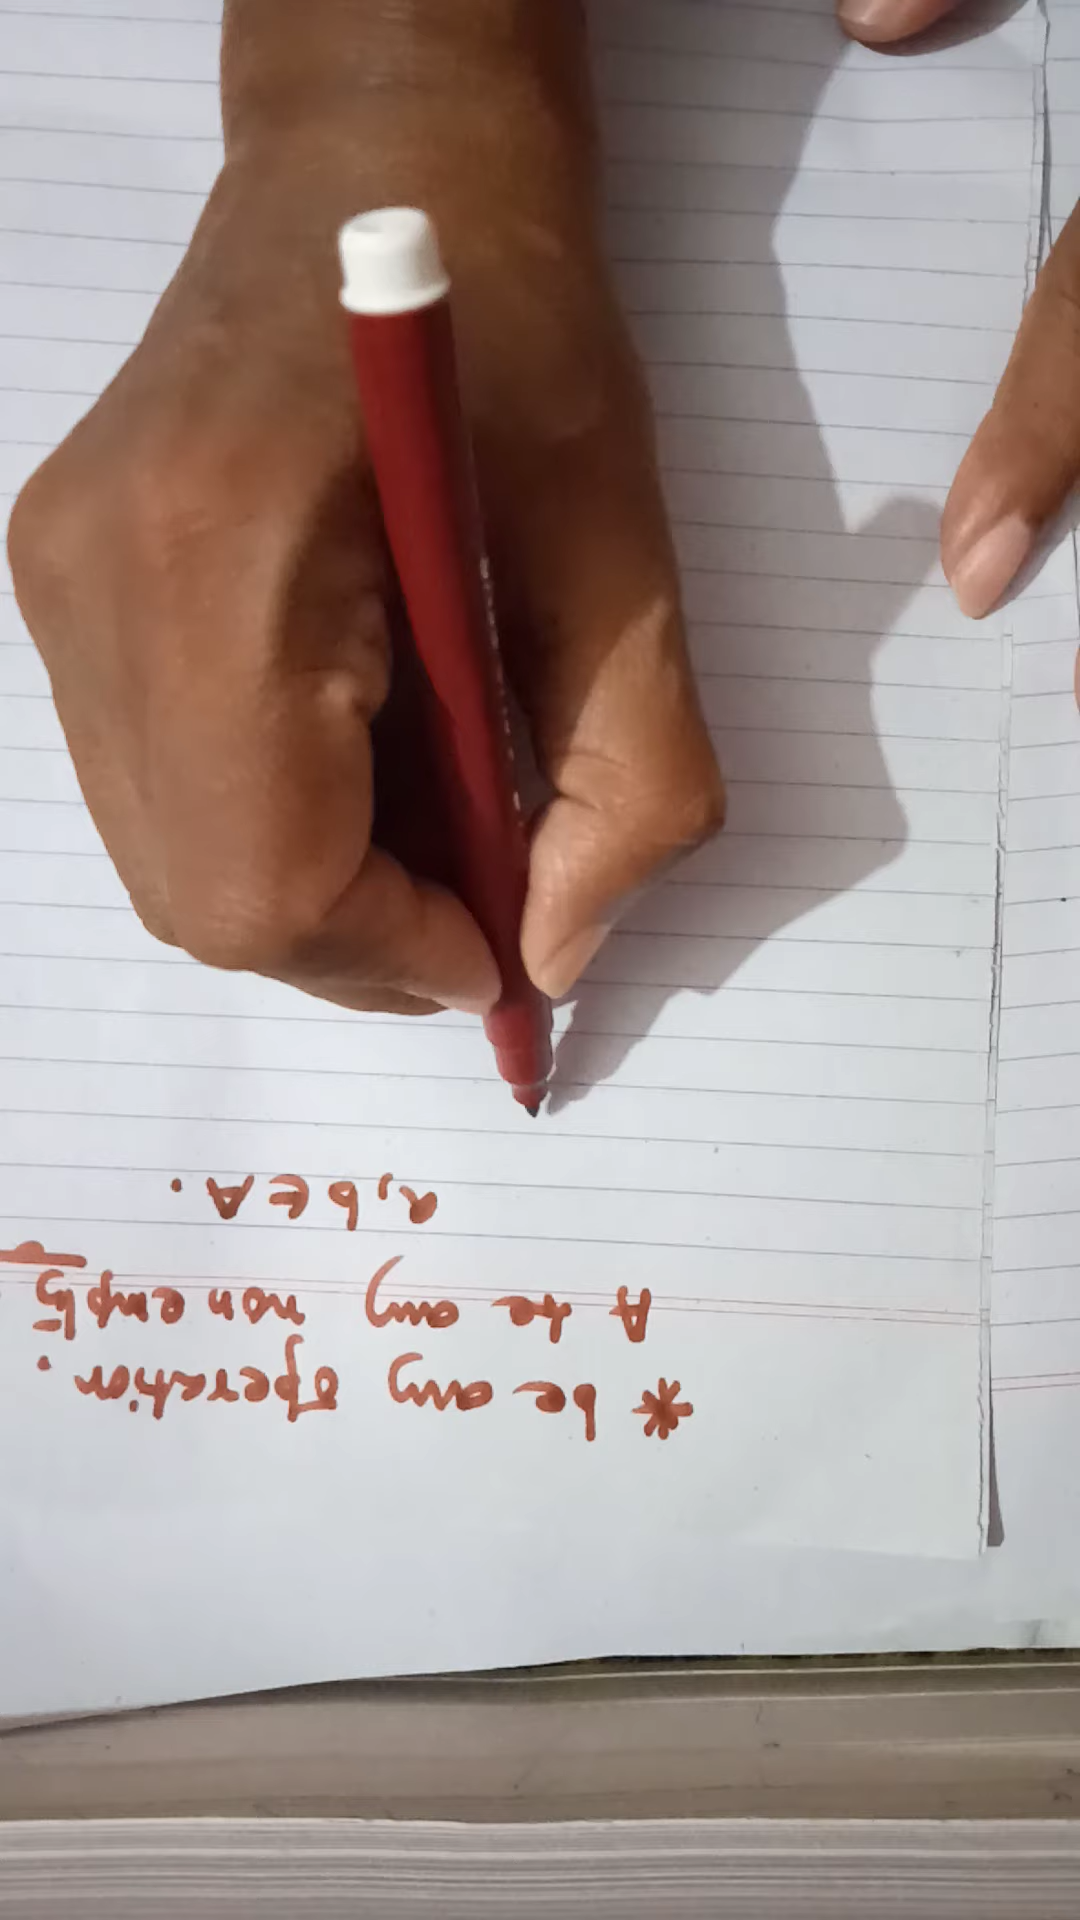 * be any operation.
A be any non empty
a, b ∈ A.